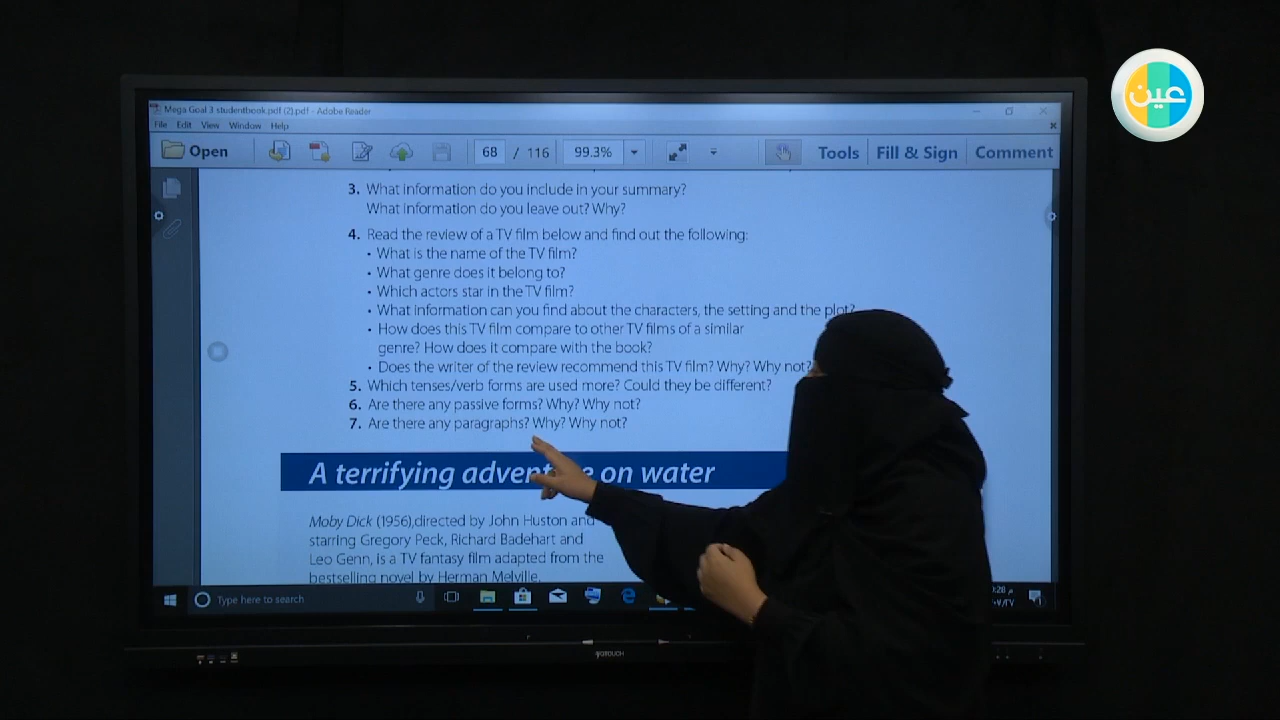 عين
Mega Goal 3 studentbook.pdf (2).pdf - Adobe Reader
File Edit View Window Help
Open 68 / 116 99.3% Tools Fill & Sign Comment
3. What information do you include in your summary?
What information do you leave out? Why?
4. Read the review of a TV film below and find out the following:
• What is the name of the TV film?
• What genre does it belong to?
• Which actors star in the TV film?
• What information can you find about the characters, the setting and the plot?
• How does this TV film compare to other TV films of a similar
genre? How does it compare with the book?
• Does the writer of the review recommend this TV film? Why? Why not?
5. Which tenses/verb forms are used more? Could they be different?
6. Are there any passive forms? Why? Why not?
7. Are there any paragraphs? Why? Why not?
A terrifying adventure on water
Moby Dick (1956),directed by John Huston and
starring Gregory Peck, Richard Badehart and
Leo Genn, is a TV fantasy film adapted from the
bestselling novel by Herman Melville.
Type here to search